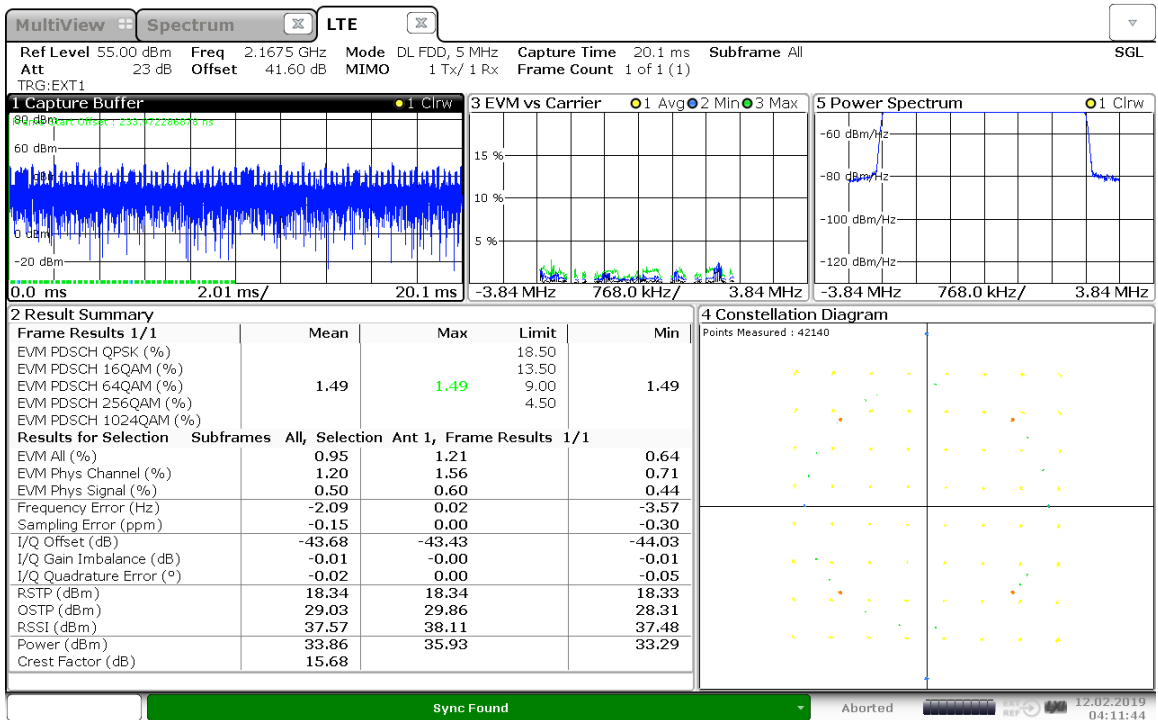 MultiView Spectrum LTE
Ref Level 55.00 dBm Freq 2.1675 GHz Mode DL FDD, 5 MHz Capture Time 20.1 ms Subframe All SGL
Att 23 dB Offset 41.60 dB MIMO 1 Tx/ 1 Rx Frame Count 1 of 1 (1)
TRG:EXT1
1 Capture Buffer 1 Clrw
80 dBm
Frame Start Offset : 233.972286878 ns
60 dBm
0 dBm
-20 dBm
0.0 ms 2.01 ms/ 20.1 ms
3 EVM vs Carrier 1 Avg 2 Min 3 Max
15 %
10 %
5 %
-3.84 MHz 768.0 kHz/ 3.84 MHz
5 Power Spectrum 1 Clrw
-60 dBm/Hz
-80 dBm/Hz
-100 dBm/Hz
-120 dBm/Hz
-3.84 MHz 768.0 kHz/ 3.84 MHz
2 Result Summary
Frame Results 1/1 Mean Max Limit Min
EVM PDSCH QPSK (%) 18.50
EVM PDSCH 16QAM (%) 13.50
EVM PDSCH 64QAM (%) 1.49 1.49 9.00 1.49
EVM PDSCH 256QAM (%) 4.50
EVM PDSCH 1024QAM (%)
Results for Selection Subframes All, Selection Ant 1, Frame Results 1/1
EVM All (%) 0.95 1.21 0.64
EVM Phys Channel (%) 1.20 1.56 0.71
EVM Phys Signal (%) 0.50 0.60 0.44
Frequency Error (Hz) -2.09 0.02 -3.57
Sampling Error (ppm) -0.15 0.00 -0.30
I/Q Offset (dB) -43.68 -43.43 -44.03
I/Q Gain Imbalance (dB) -0.01 -0.00 -0.01
I/Q Quadrature Error (°) -0.02 0.00 -0.05
RSTP (dBm) 18.34 18.34 18.33
OSTP (dBm) 29.03 29.86 28.31
RSSI (dBm) 37.57 38.11 37.48
Power (dBm) 33.86 35.93 33.29
Crest Factor (dB) 15.68
4 Constellation Diagram
Points Measured : 42140
Sync Found Aborted EXT REF 12.02.2019
04:11:44